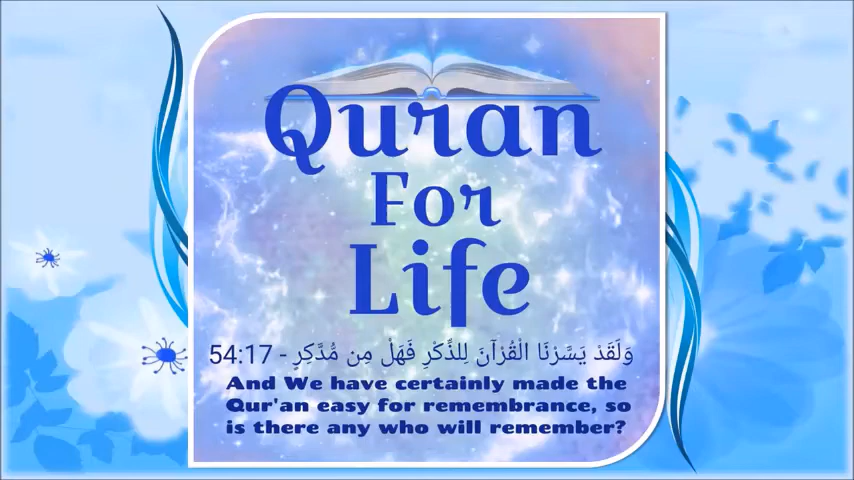 Quran
For
Life
وَلَقَدْ يَسَّرْنَا الْقُرْآنَ لِلذِّكْرِ فَهَلْ مِن مُّدَّكِرٍ - 54:17
And We have certainly made the
Qur'an easy for remembrance, so
is there any who will remember?